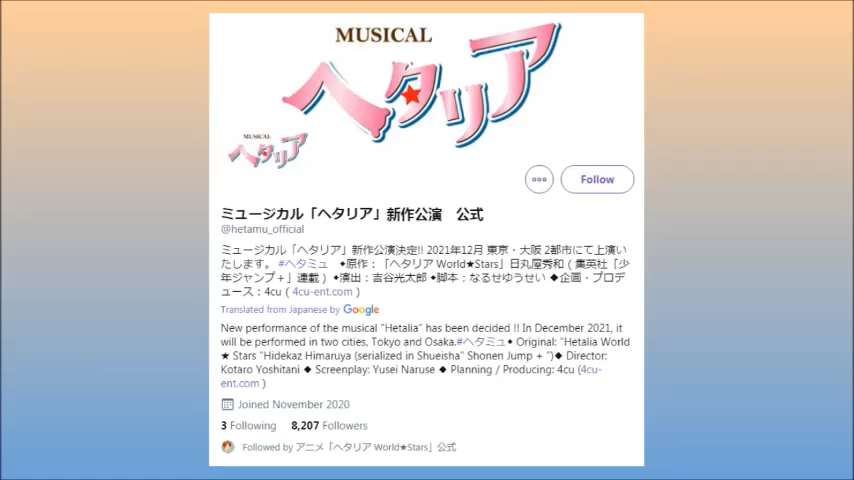 MUSICAL
ヘタリア
MUSICAL
ヘタリア
Follow
ミュージカル「ヘタリア」新作公演　公式
@hetamu_official
ミュージカル「ヘタリア」新作公演決定!! 2021年12月 東京・大阪 2都市にて上演い
たします。 #ヘタミュ　◆原作：「ヘタリア World★Stars」日丸屋秀和（集英社「少
年ジャンプ＋」連載）◆演出：吉谷光太郎 ◆脚本：なるせゆうせい ◆企画・プロデ
ュース：4cu ( 4cu-ent.com )
Translated from Japanese by Google
New performance of the musical "Hetalia" has been decided !! In December 2021, it
will be performed in two cities, Tokyo and Osaka.#ヘタミュ◆ Original: "Hetalia World
★ Stars "Hidekaz Himaruya (serialized in Shueisha" Shonen Jump + ")◆ Director:
Kotaro Yoshitani ◆ Screenplay: Yusei Naruse ◆ Planning / Producing: 4cu (4cu-
ent.com )
Joined November 2020
3 Following 8,207 Followers
Followed by アニメ「ヘタリア World★Stars」公式